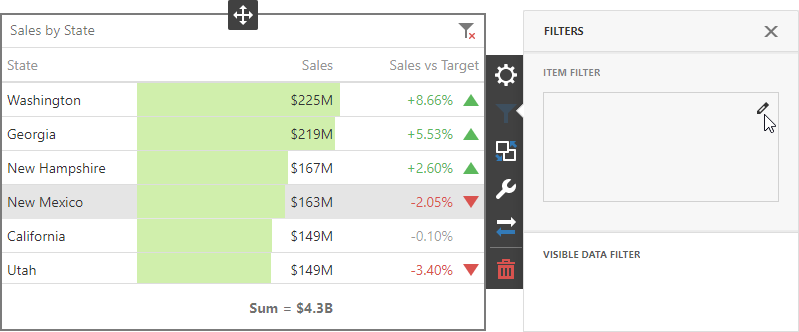 Sales by State
State Sales Sales vs Target
Washington $225M +8.66%
Georgia $219M +5.53%
New Hampshire $167M +2.60%
New Mexico $163M -2.05%
California $149M -0.10%
Utah $149M -3.40%
Sum = $4.3B
FILTERS
ITEM FILTER
VISIBLE DATA FILTER